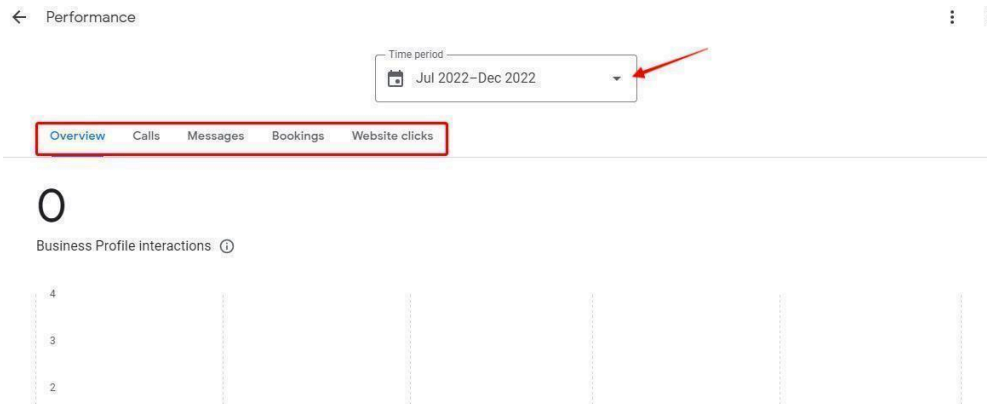 Performance
Time period
Jul 2022–Dec 2022
Overview Calls Messages Bookings Website clicks
0
Business Profile interactions
4
3
2